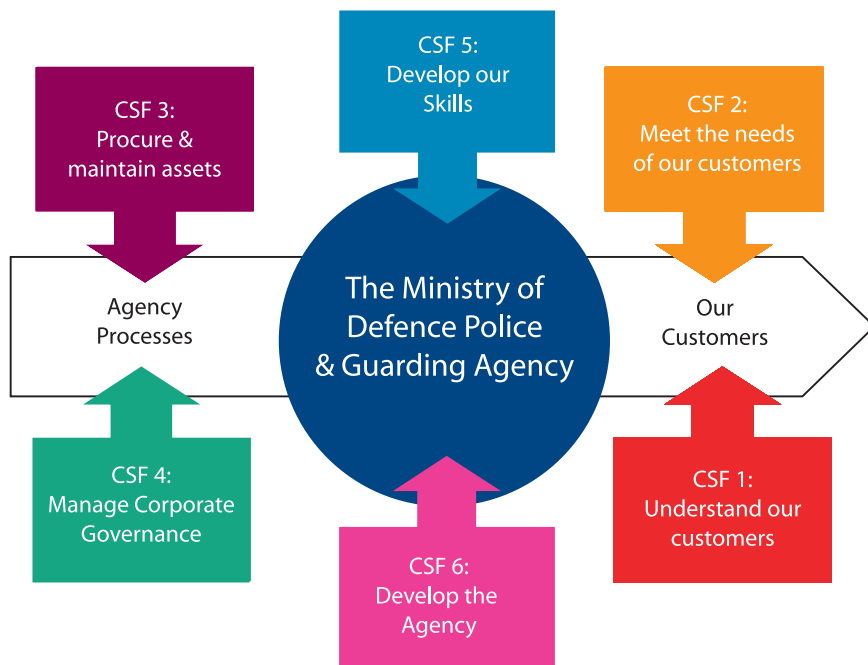 CSF 5:
Develop our
Skills
CSF 3:
Procure &
maintain assets
CSF 2:
Meet the needs
of our customers
Agency
Processes
The Ministry of
Defence Police
& Guarding Agency
Our
Customers
CSF 4:
Manage Corporate
Governance
CSF 6:
Develop the
Agency
CSF 1:
Understand our
customers